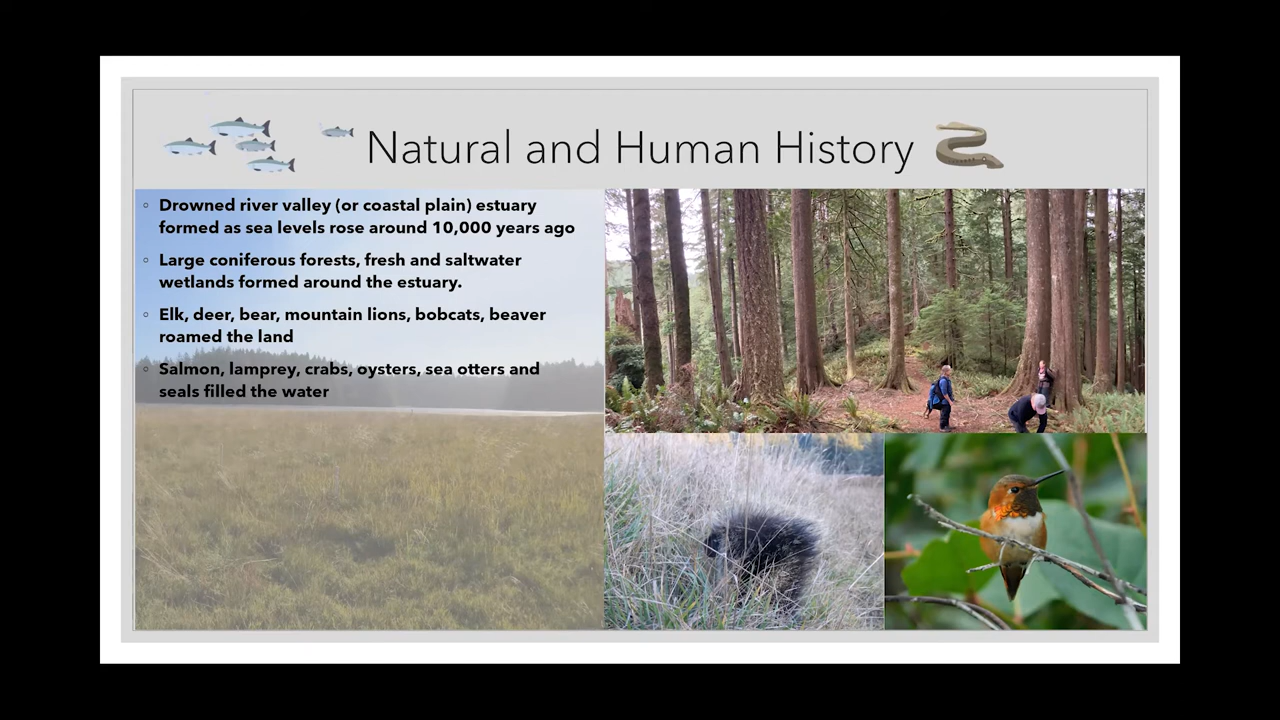 Natural and Human History
Drowned river valley (or coastal plain) estuary
formed as sea levels rose around 10,000 years ago
Large coniferous forests, fresh and saltwater
wetlands formed around the estuary.
Elk, deer, bear, mountain lions, bobcats, beaver
roamed the land
Salmon, lamprey, crabs, oysters, sea otters and
seals filled the water